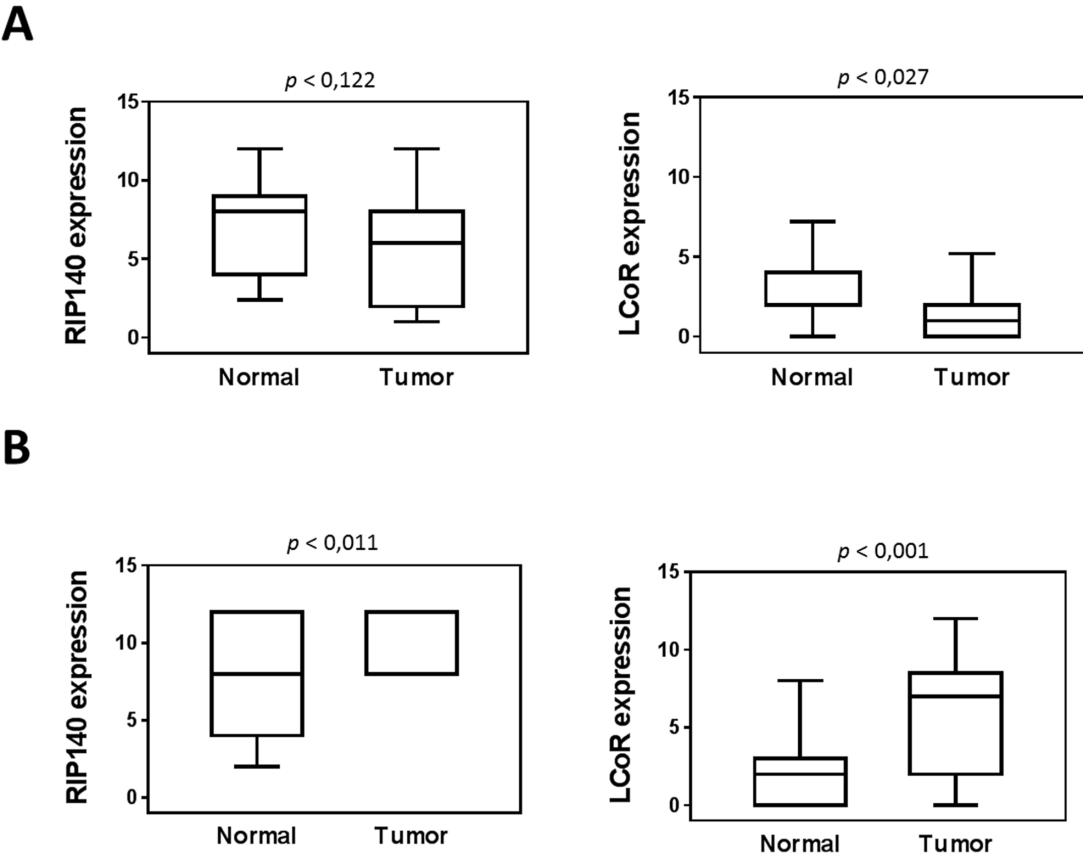 A
p < 0,122
RIP140 expression
15
10
5
0
Normal Tumor
p < 0,027
LCoR expression
15
10
5
0
Normal Tumor
B
p < 0,011
RIP140 expression
15
10
5
0
Normal Tumor
p < 0,001
LCoR expression
15
10
5
0
Normal Tumor